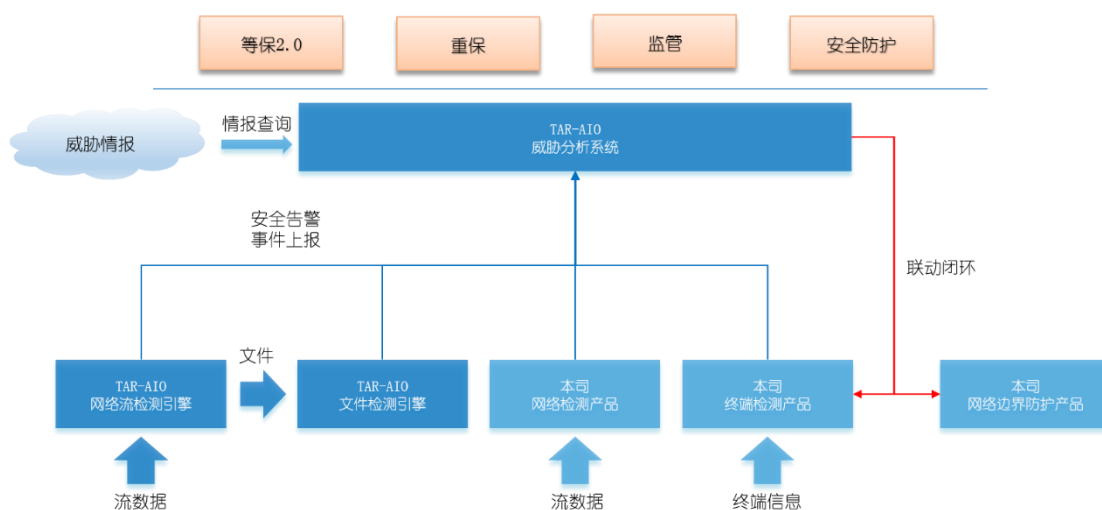 等保2.0
重保
监管
安全防护
威胁情报
情报查询
TAR-AIO
威胁分析系统
安全告警
事件上报
联动闭环
文件
TAR-AIO
网络流检测引擎
TAR-AIO
文件检测引擎
本司
网络检测产品
本司
终端检测产品
本司
网络边界防护产品
流数据
流数据
终端信息